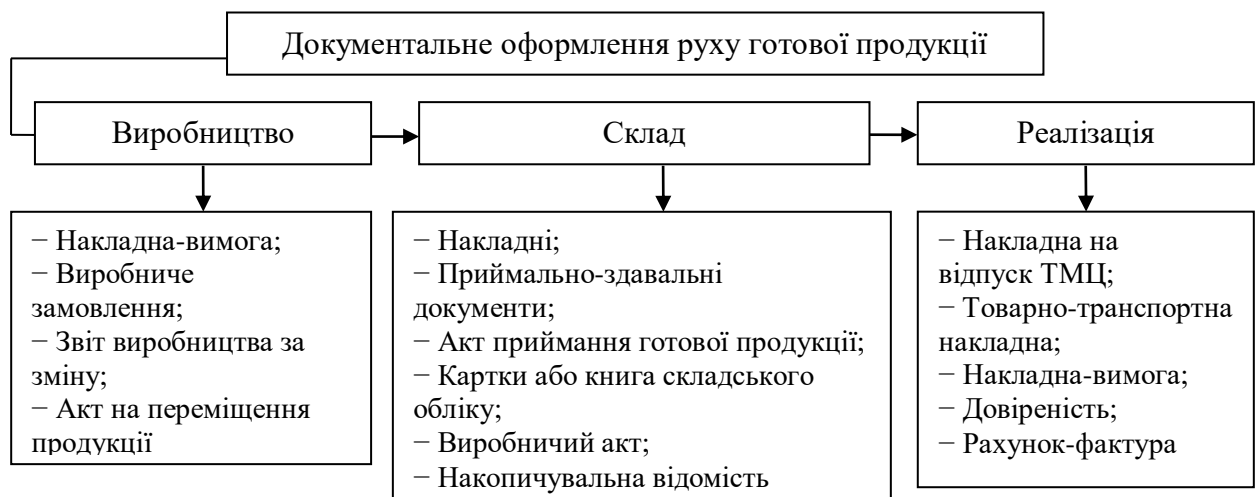 Документальне оформлення руху готової продукції
Виробництво
Склад
Реалізація
− Накладна-вимога;
− Виробниче
замовлення;
− Звіт виробництва за
зміну;
− Акт на переміщення
продукції
− Накладні;
− Приймально-здавальні
документи;
− Акт приймання готової продукції;
− Картки або книга складського
обліку;
− Виробничий акт;
− Накопичувальна відомість
− Накладна на
відпуск ТМЦ;
− Товарно-транспортна
накладна;
− Накладна-вимога;
− Довіреність;
− Рахунок-фактура